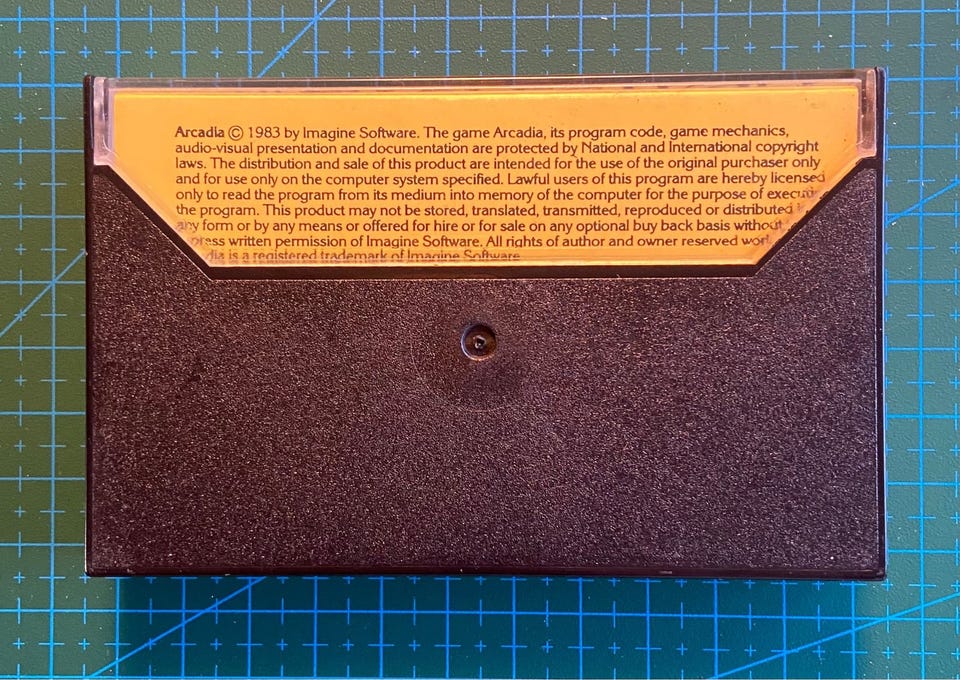 Arcadia © 1983 by Imagine Software. The game Arcadia, its program code, game mechanics,
audio-visual presentation and documentation are protected by National and International copyright
laws. The distribution and sale of this product are intended for the use of the original purchaser only
and for use only on the computer system specified. Lawful users of this program are hereby licensed
only to read the program from its medium into memory of the computer for the purpose of
the program. This product may not be stored, translated, transmitted, reproduced or distributed
any form or by any means or offered for hire or for sale on any optional buy back basis without
written permission of Imagine Software. All rights of author and owner reserved
is a registered trademark of Imagine Software